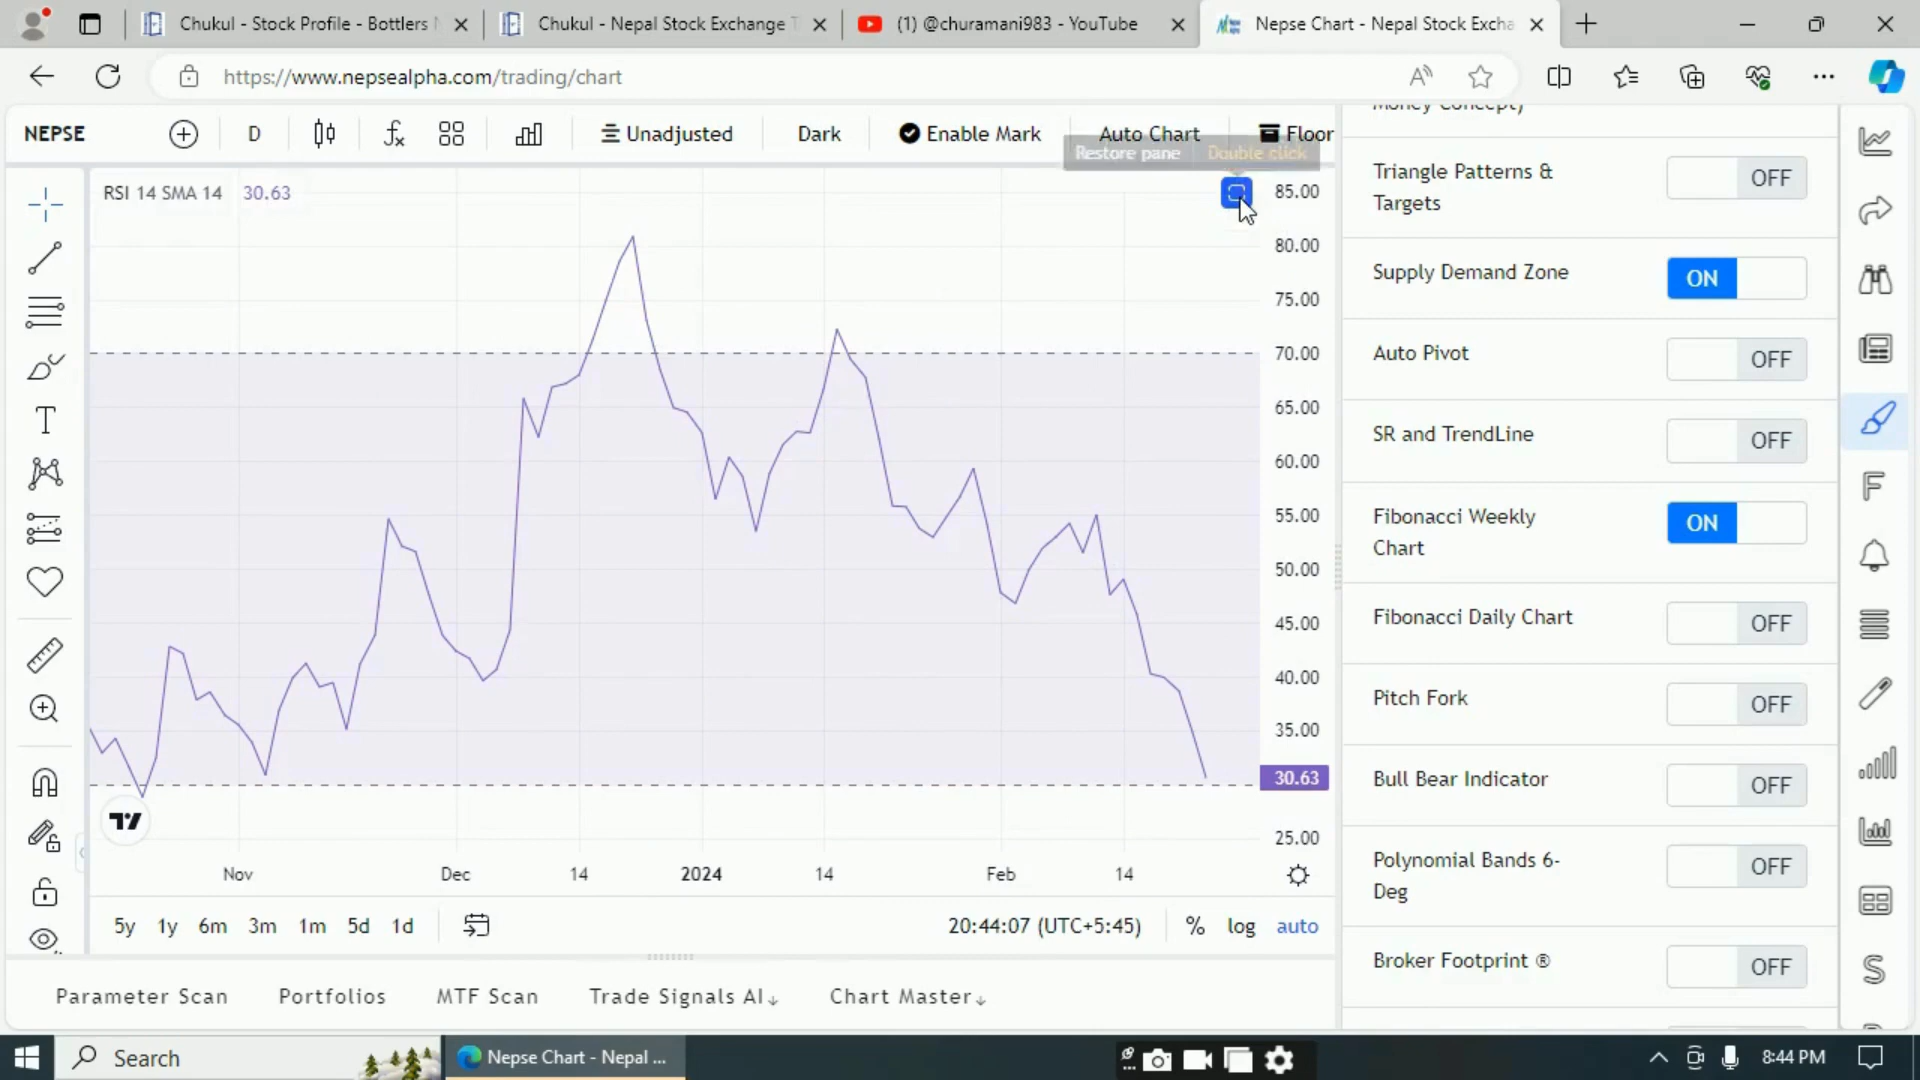 Chukul - Stock Profile - Bottlers
Chukul - Nepal Stock Exchange
(1) @churamani983 - YouTube
Nepse Chart - Nepal Stock Excha
https://www.nepsealpha.com/trading/chart
NEPSE
D
Unadjusted
Dark
Enable Mark
Auto Chart
Floor
Restore pane
Double click
RSI 14 SMA 14 30.63
85.00
80.00
75.00
70.00
65.00
60.00
55.00
50.00
45.00
40.00
35.00
30.63
25.00
Nov
Dec
14
2024
14
Feb
14
5y 1y 6m 3m 1m 5d 1d
20:44:07 (UTC+5:45)
% log auto
Parameter Scan
Portfolios
MTF Scan
Trade Signals AI↓
Chart Master↓
Money Concept)
Triangle Patterns &
Targets
OFF
Supply Demand Zone
ON
Auto Pivot
OFF
SR and TrendLine
OFF
Fibonacci Weekly
Chart
ON
Fibonacci Daily Chart
OFF
Pitch Fork
OFF
Bull Bear Indicator
OFF
Polynomial Bands 6-
Deg
OFF
Broker Footprint ®
OFF
Search
Nepse Chart - Nepal ...
8:44 PM